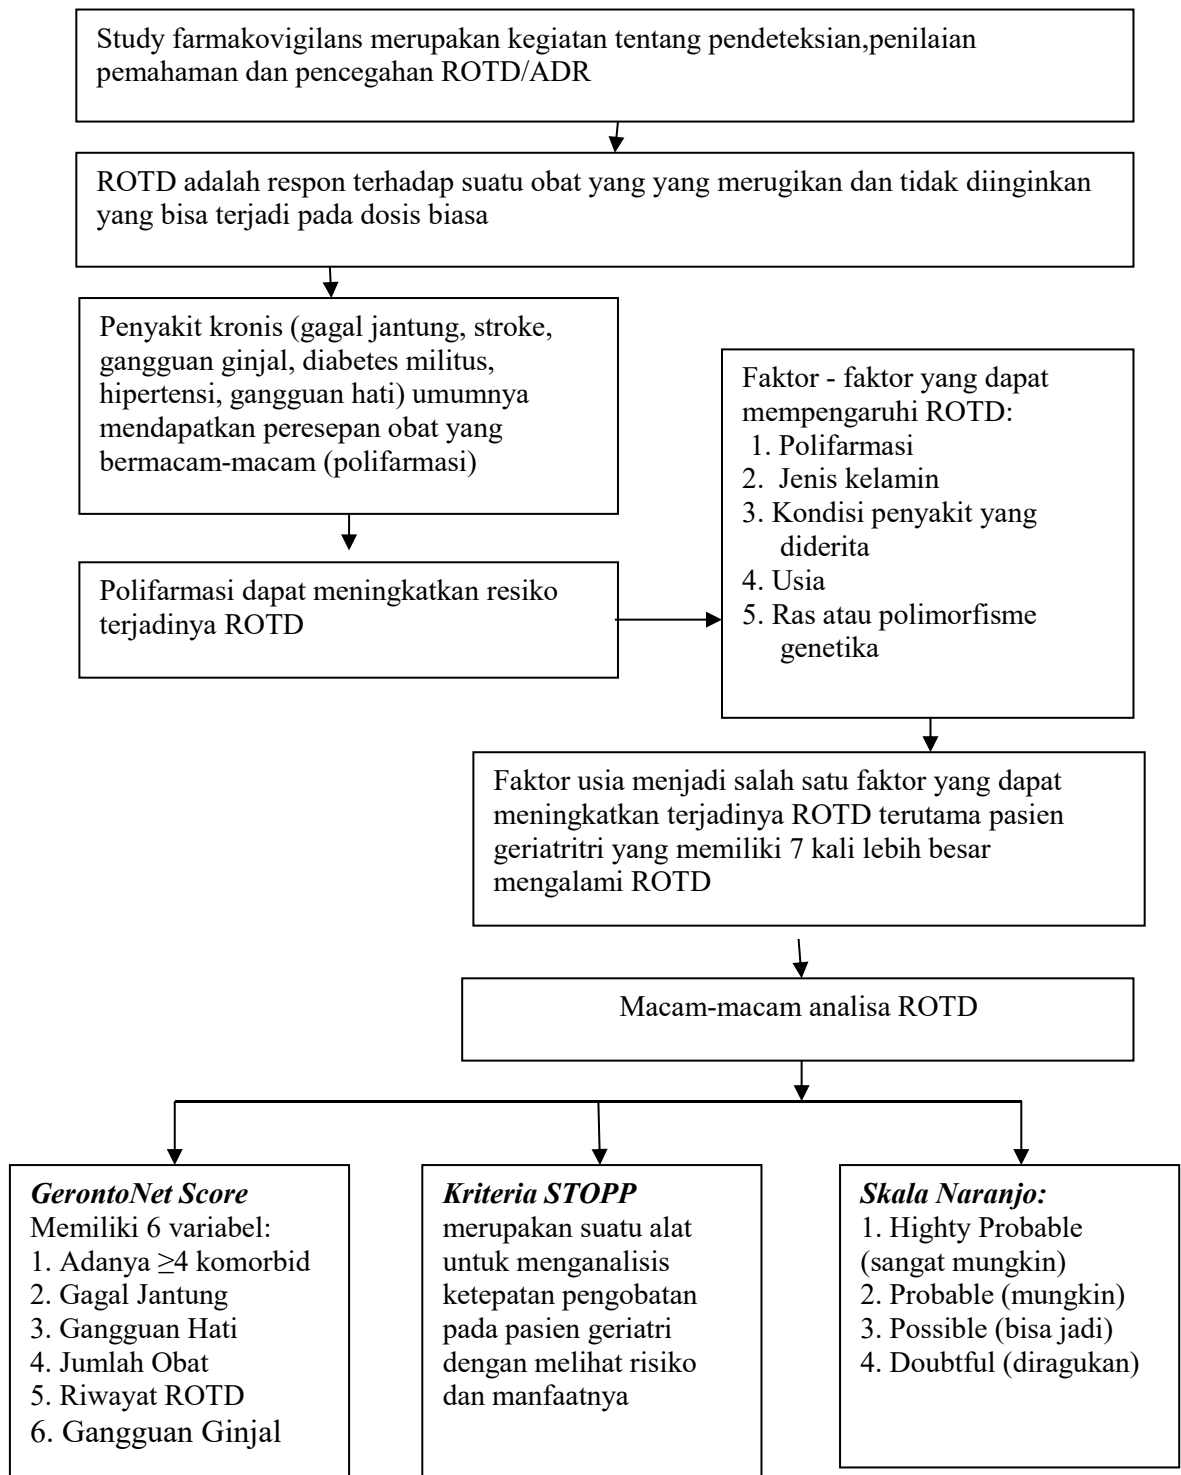 Study farmakovigilans merupakan kegiatan tentang pendeteksian,penilaian
pemahaman dan pencegahan ROTD/ADR
ROTD adalah respon terhadap suatu obat yang yang merugikan dan tidak diinginkan
yang bisa terjadi pada dosis biasa
Penyakit kronis (gagal jantung, stroke,
gangguan ginjal, diabetes militus,
hipertensi, gangguan hati) umumnya
mendapatkan peresepan obat yang
bermacam-macam (polifarmasi)
Polifarmasi dapat meningkatkan resiko
terjadinya ROTD
Faktor - faktor yang dapat
mempengaruhi ROTD:
1. Polifarmasi
2. Jenis kelamin
3. Kondisi penyakit yang
diderita
4. Usia
5. Ras atau polimorfisme
genetika
Faktor usia menjadi salah satu faktor yang dapat
meningkatkan terjadinya ROTD terutama pasien
geriatritri yang memiliki 7 kali lebih besar
mengalami ROTD
Macam-macam analisa ROTD
GerontoNet Score
Memiliki 6 variabel:
1. Adanya ≥4 komorbid
2. Gagal Jantung
3. Gangguan Hati
4. Jumlah Obat
5. Riwayat ROTD
6. Gangguan Ginjal
Kriteria STOPP
merupakan suatu alat
untuk menganalisis
ketepatan pengobatan
pada pasien geriatri
dengan melihat risiko
dan manfaatnya
Skala Naranjo:
1. Highty Probable
(sangat mungkin)
2. Probable (mungkin)
3. Possible (bisa jadi)
4. Doubtful (diragukan)